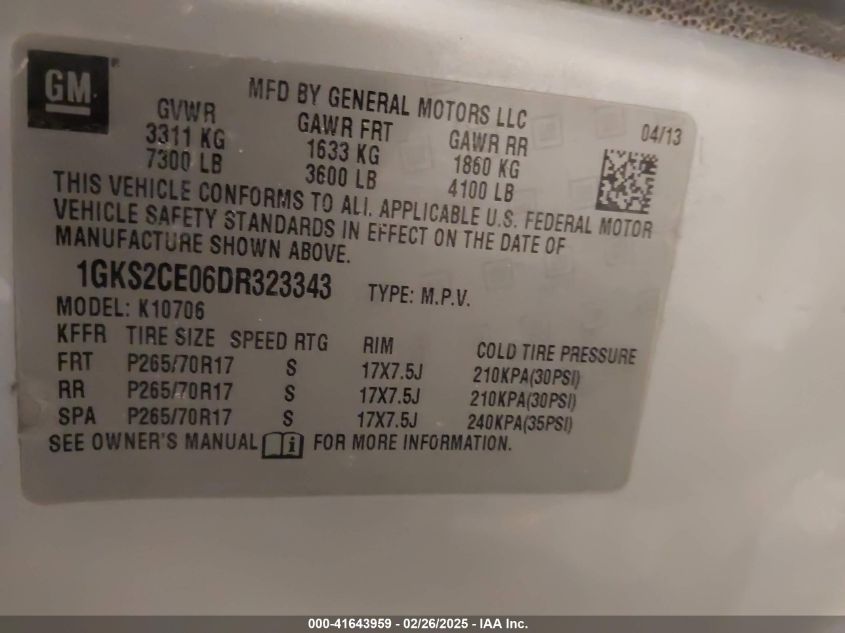 GM
MFD BY GENERAL MOTORS LLC
04/13
GVWR GAWR FRT GAWR RR
3311 KG 1633 KG 1860 KG
7300 LB 3600 LB 4100 LB
THIS VEHICLE CONFORMS TO ALL APPLICABLE U.S. FEDERAL MOTOR
VEHICLE SAFETY STANDARDS IN EFFECT ON THE DATE OF
MANUFACTURE SHOWN ABOVE.
1GKS2CE06DR323343 TYPE: M.P.V.
MODEL: K10706
KFFR TIRE SIZE SPEED RTG RIM COLD TIRE PRESSURE
FRT P265/70R17 S 17X7.5J 210KPA(30PSI)
RR P265/70R17 S 17X7.5J 210KPA(30PSI)
SPA P265/70R17 S 17X7.5J 240KPA(35PSI)
SEE OWNER'S MANUAL i FOR MORE INFORMATION.
000-41643959 - 02/26/2025 - IAA Inc.